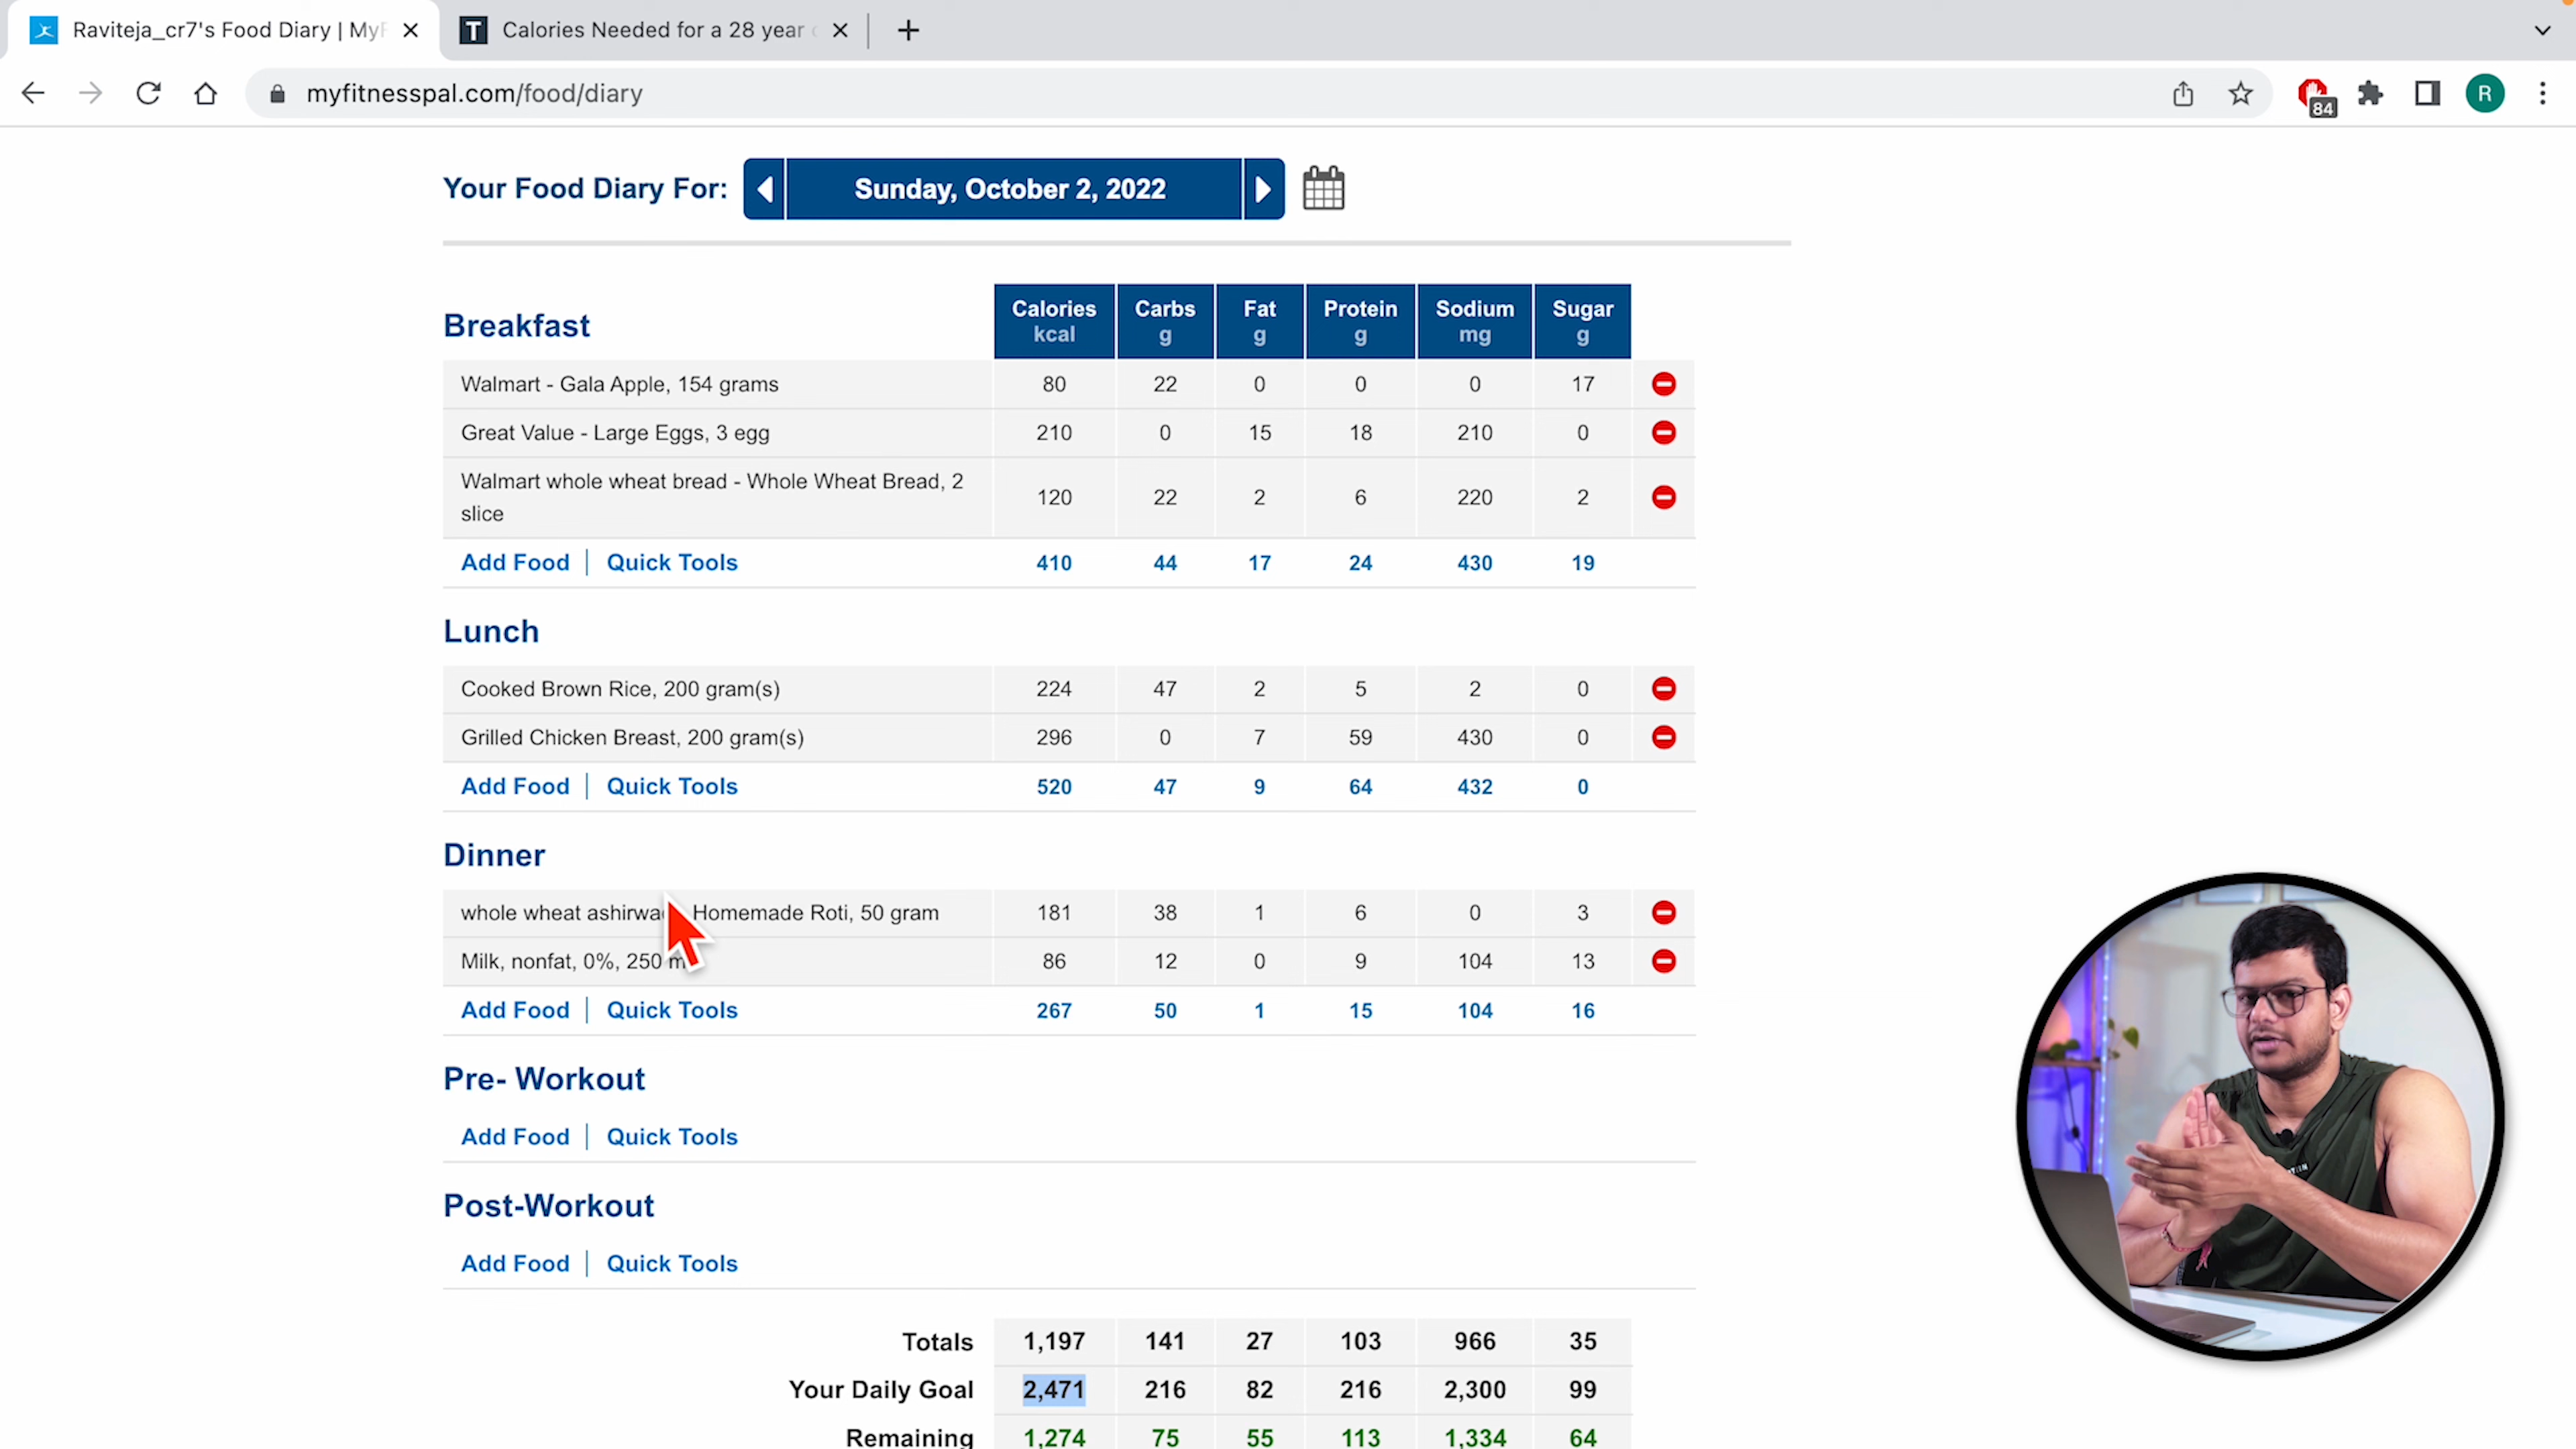 Raviteja_cr7's Food Diary | MyF
T Calories Needed for a 28 year
myfitnesspal.com/food/diary
84
R
Your Food Diary For: Sunday, October 2, 2022
Breakfast Calories kcal Carbs g Fat g Protein g Sodium mg Sugar g
Walmart - Gala Apple, 154 grams 80 22 0 0 0 17
Great Value - Large Eggs, 3 egg 210 0 15 18 210 0
Walmart whole wheat bread - Whole Wheat Bread, 2
slice 120 22 2 6 220 2
Add Food | Quick Tools 410 44 17 24 430 19
Lunch
Cooked Brown Rice, 200 gram(s) 224 47 2 5 2 0
Grilled Chicken Breast, 200 gram(s) 296 0 7 59 430 0
Add Food | Quick Tools 520 47 9 64 432 0
Dinner
whole wheat Homemade Roti, 50 gram 181 38 1 6 0 3
Milk, nonfat, 0%, 250 86 12 0 9 104 13
Add Food | Quick Tools 267 50 1 15 104 16
Pre- Workout
Add Food | Quick Tools
Post-Workout
Add Food | Quick Tools
Totals 1,197 141 27 103 966 35
Your Daily Goal 2,471 216 82 216 2,300 99
Remaining 1,274 75 55 113 1,334 64